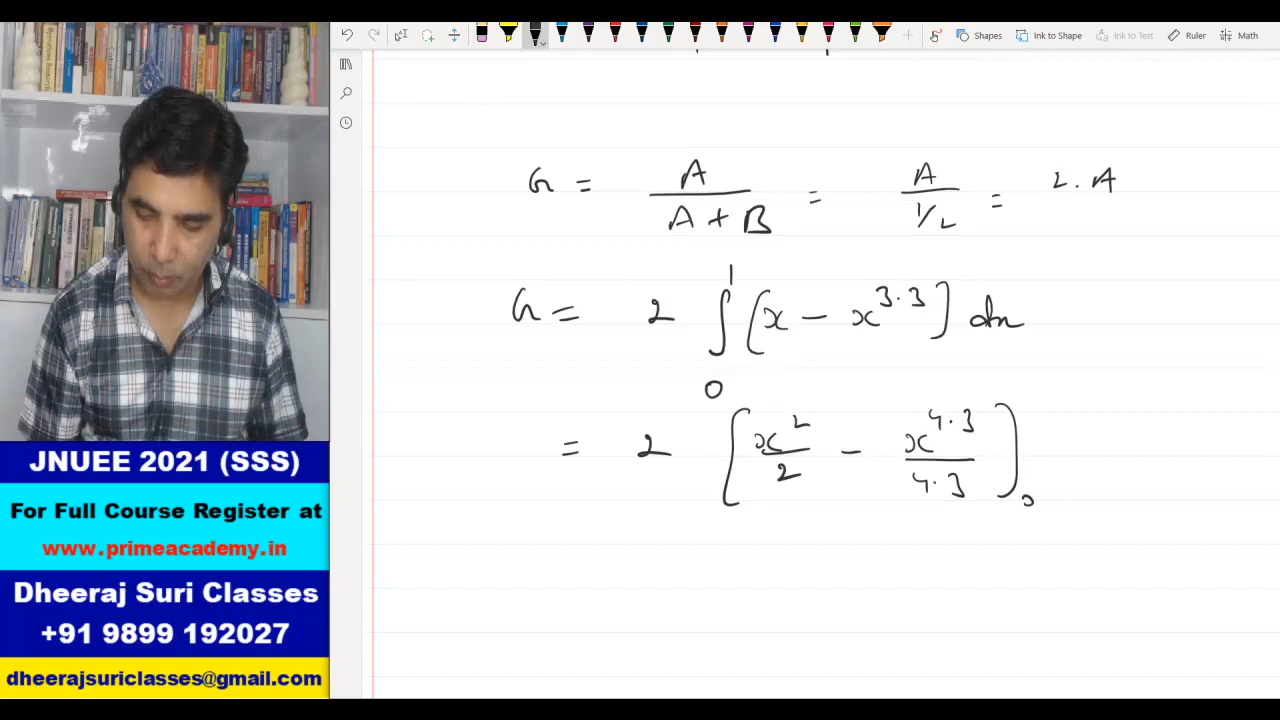 Shapes Ink to Shape Ink to Text Ruler Math
G = A / (A + B) = A / (1/2) = 2 . A
G = 2 ∫₀¹ [x − x^{3.3}] dx
= 2 [x²/2 − x^{4.3}/4.3]₀
JNUEE 2021 (SSS)
For Full Course Register at
www.primeacademy.in
Dheeraj Suri Classes
+91 9899 192027
dheerajsuriclasses@gmail.com